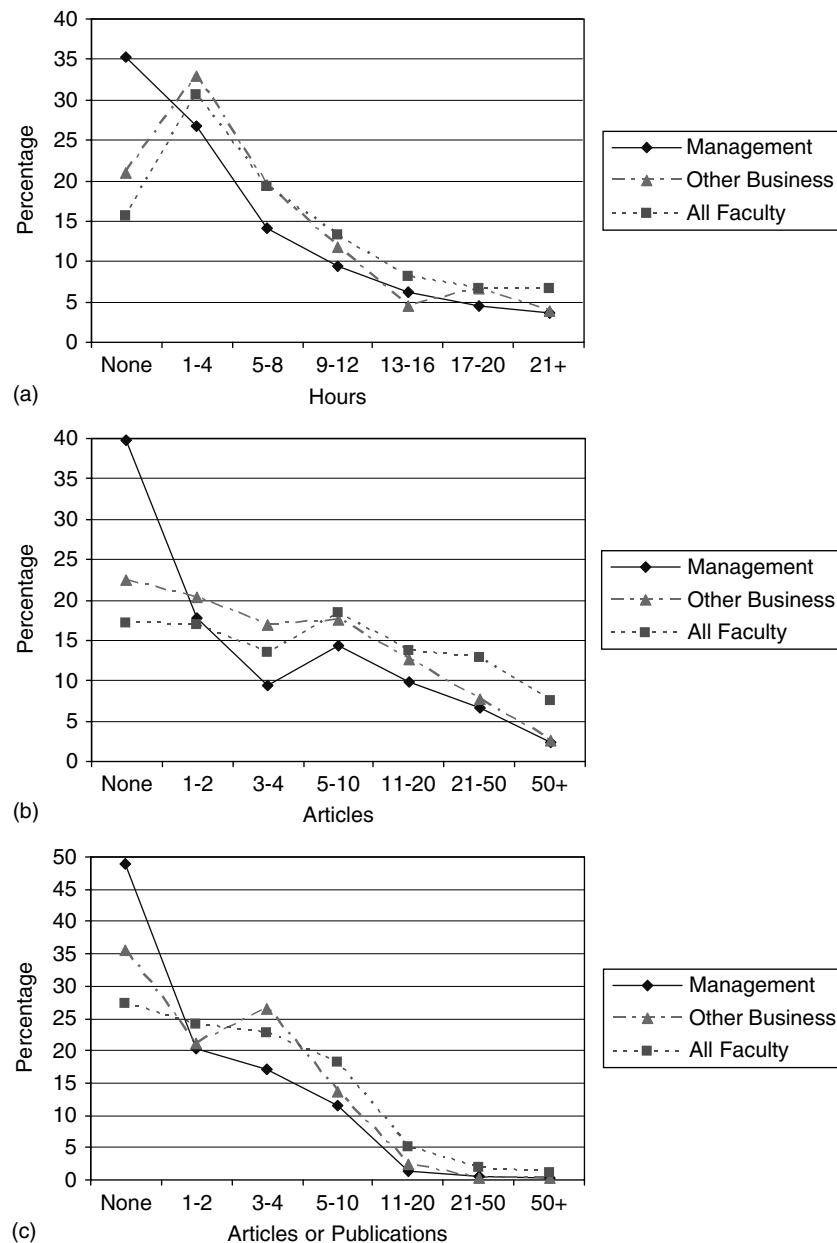 40
35
30
25
20
15
10
5
0
Percentage
None 1-4 5-8 9-12 13-16 17-20 21+
Hours
(a)
Management
Other Business
All Faculty
40
35
30
25
20
15
10
5
0
Percentage
None 1-2 3-4 5-10 11-20 21-50 50+
Articles
(b)
Management
Other Business
All Faculty
50
45
40
35
30
25
20
15
10
5
0
Percentage
None 1-2 3-4 5-10 11-20 21-50 50+
Articles or Publications
(c)
Management
Other Business
All Faculty